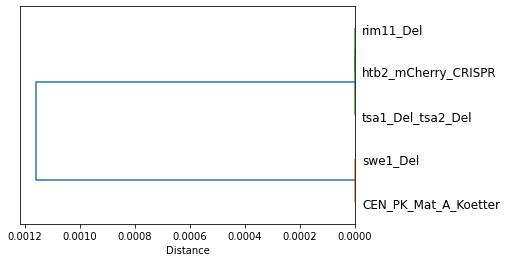 rim11_Del
htb2_mCherry_CRISPR
tsa1_Del_tsa2_Del
swe1_Del
CEN_PK_Mat_A_Koetter
0.0012 0.0010 0.0008 0.0006 0.0004 0.0002 0.0000
Distance